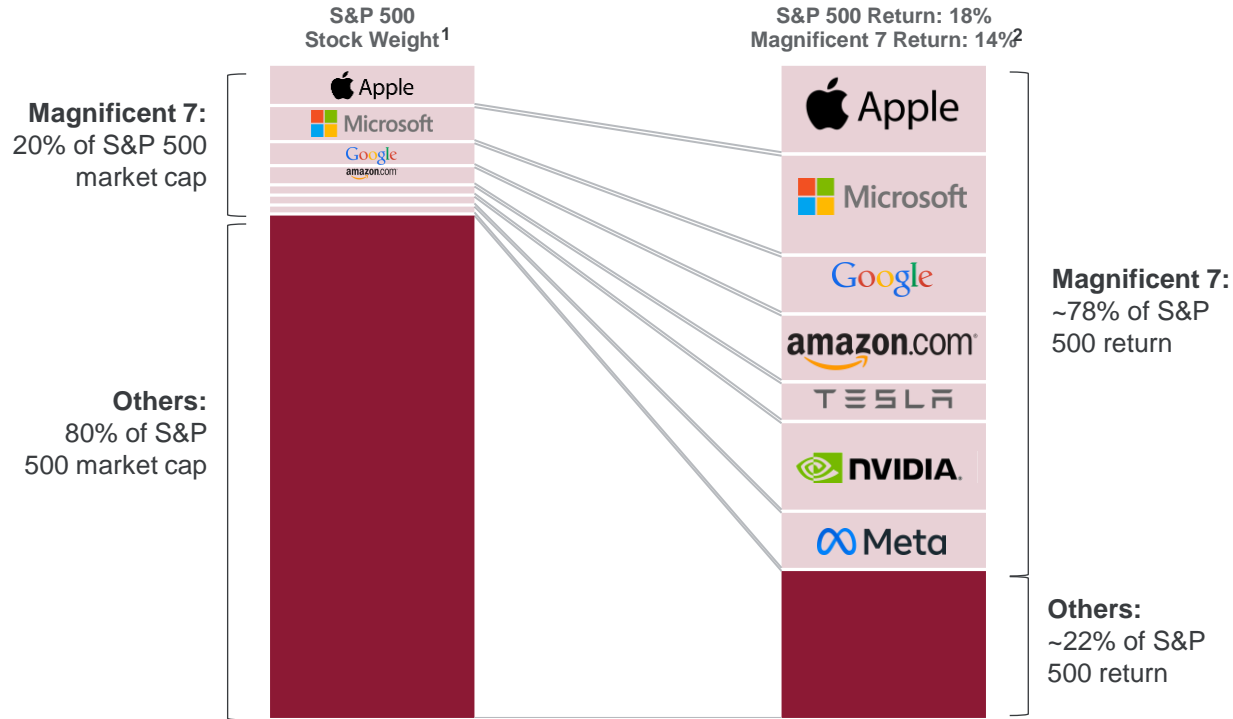 S&P 500
Stock Weight1
S&P 500 Return: 18%
Magnificent 7 Return: 14%2
Magnificent 7:
20% of S&P 500
market cap
Others:
80% of S&P
500 market cap
Apple
Microsoft
Google
amazon.com
Apple
Microsoft
Google
amazon.com
TESLA
NVIDIA.
Meta
Magnificent 7:
~78% of S&P
500 return
Others:
~22% of S&P
500 return